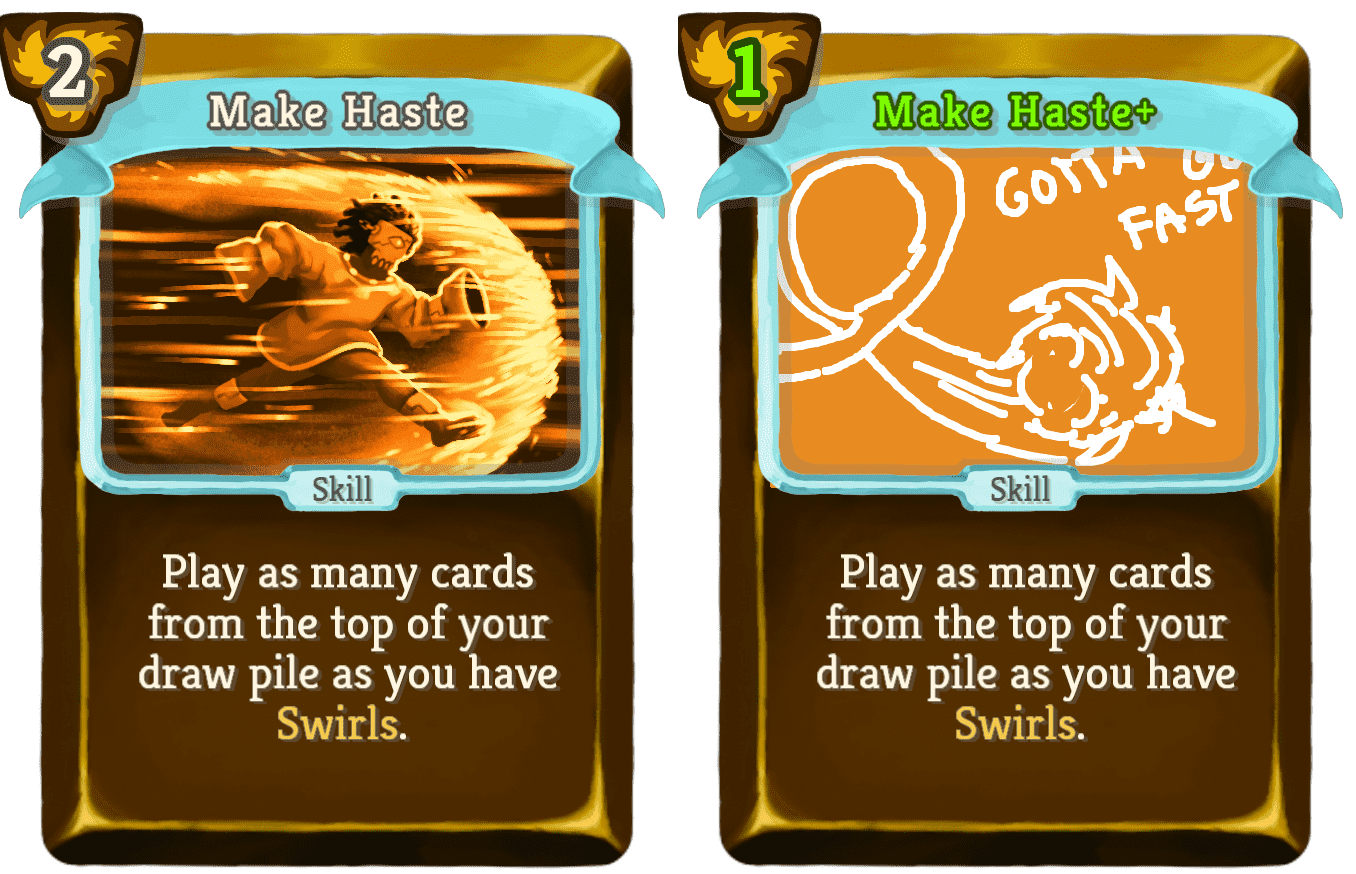 2
Make Haste
Skill
Play as many cards
from the top of your
draw pile as you have
Swirls.
1
Make Haste+
GOTTA GO
FAST
Skill
Play as many cards
from the top of your
draw pile as you have
Swirls.